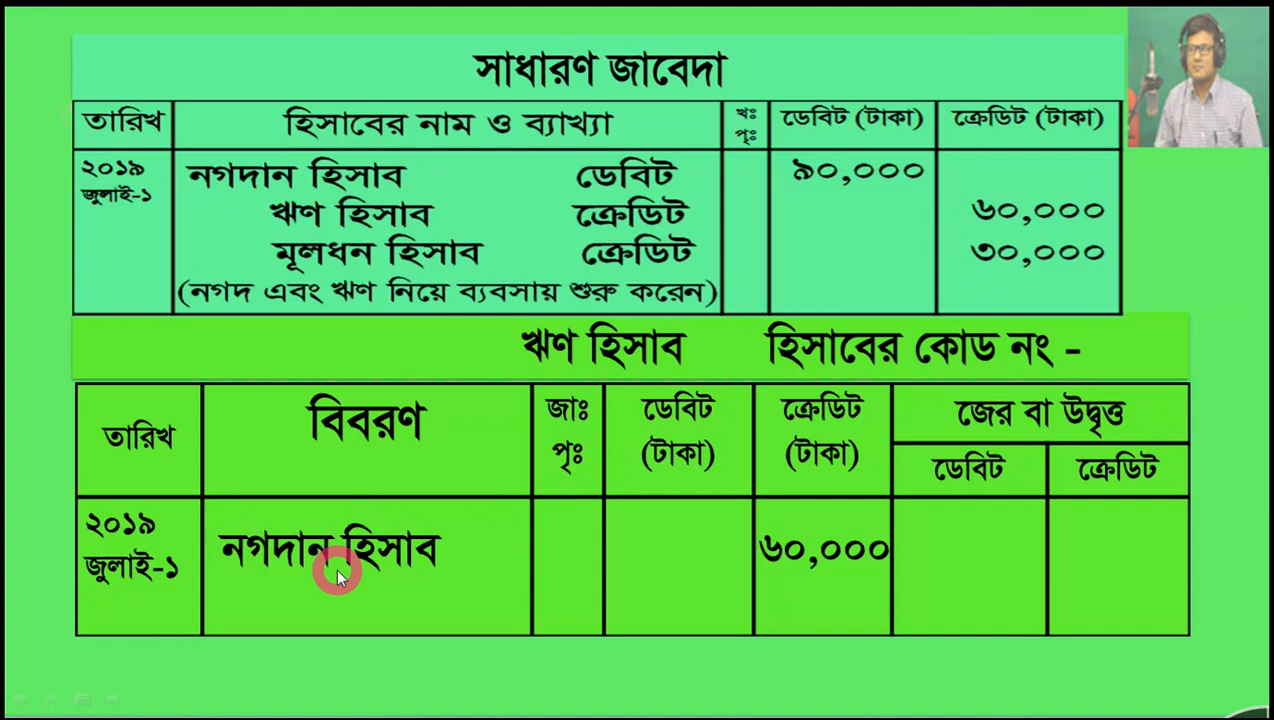 সাধারণ জাবেদা
তারিখ হিসাবের নাম ও ব্যাখ্যা খঃ পৃঃ ডেবিট (টাকা) ক্রেডিট (টাকা)
২০১৯
জুলাই-১
নগদান হিসাব ডেবিট ৯০,০০০
ঋণ হিসাব ক্রেডিট ৬০,০০০
মূলধন হিসাব ক্রেডিট ৩০,০০০
(নগদ এবং ঋণ নিয়ে ব্যবসায় শুরু করেন)
ঋণ হিসাব হিসাবের কোড নং -
তারিখ বিবরণ জাঃ পৃঃ ডেবিট (টাকা) ক্রেডিট (টাকা) জের বা উদ্বৃত্ত
ডেবিট ক্রেডিট
২০১৯
জুলাই-১
নগদান হিসাব ৬০,০০০